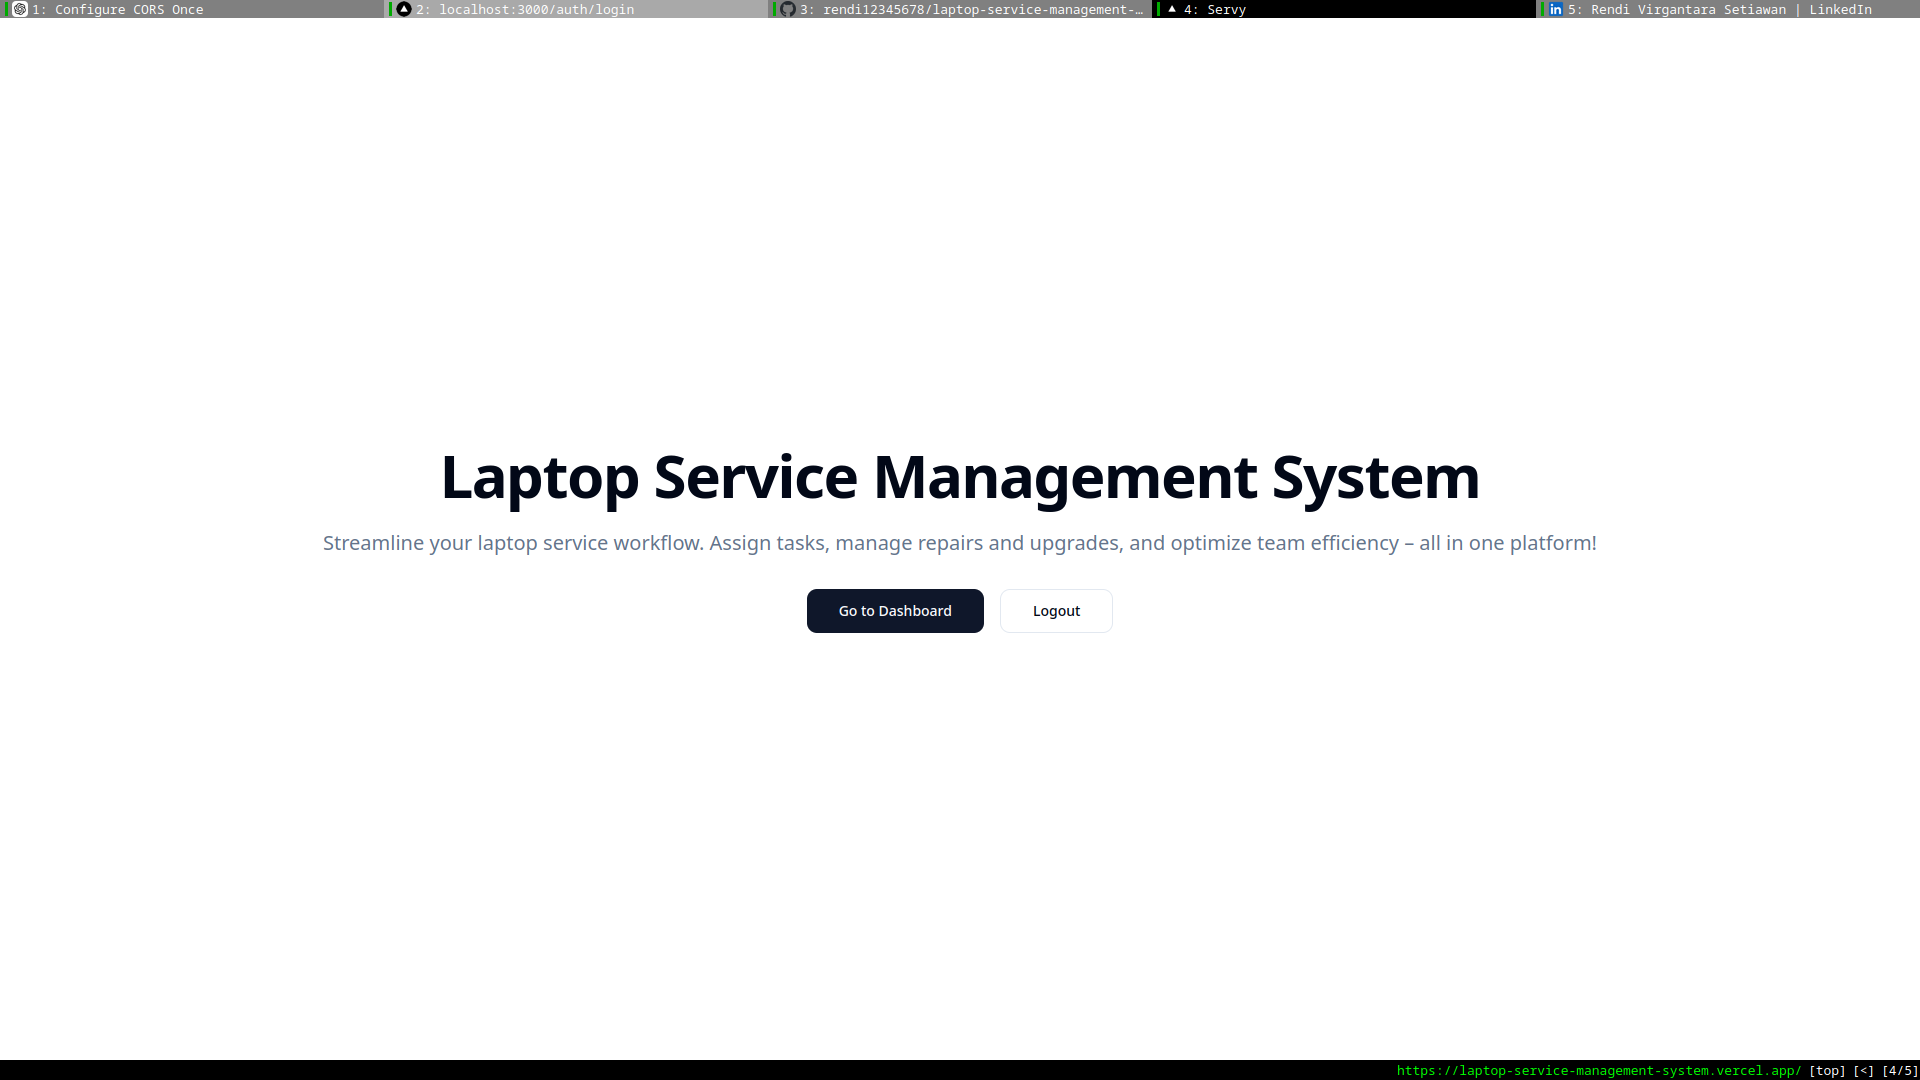 1: Configure CORS Once
2: localhost:3000/auth/login
3: rendi12345678/laptop-service-management-…
4: Servy
5: Rendi Virgantara Setiawan | LinkedIn
Laptop Service Management System
Streamline your laptop service workflow. Assign tasks, manage repairs and upgrades, and optimize team efficiency – all in one platform!
Go to Dashboard
Logout
https://laptop-service-management-system.vercel.app/ [top] [<] [4/5]